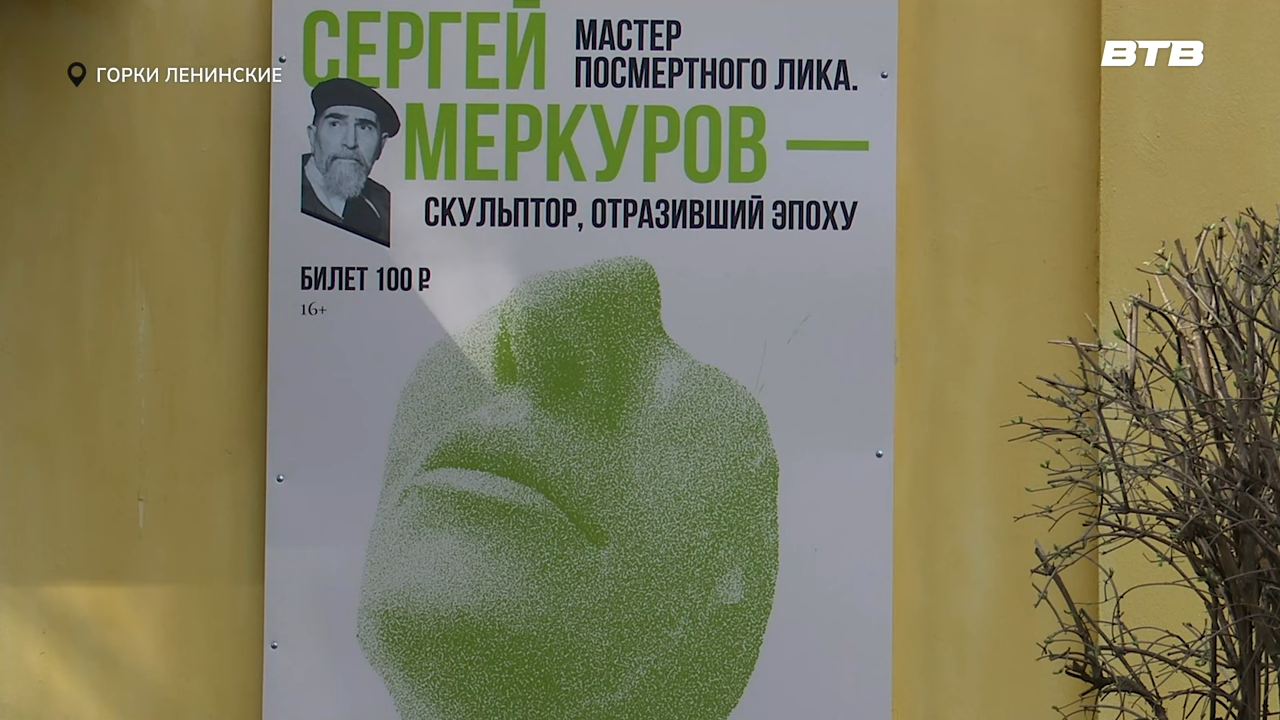 ГОРКИ ЛЕНИНСКИЕ
ВТВ
СЕРГЕЙ
МАСТЕР
ПОСМЕРТНОГО ЛИКА.
МЕРКУРОВ —
СКУЛЬПТОР, ОТРАЗИВШИЙ ЭПОХУ
БИЛЕТ 100 ₽
16+